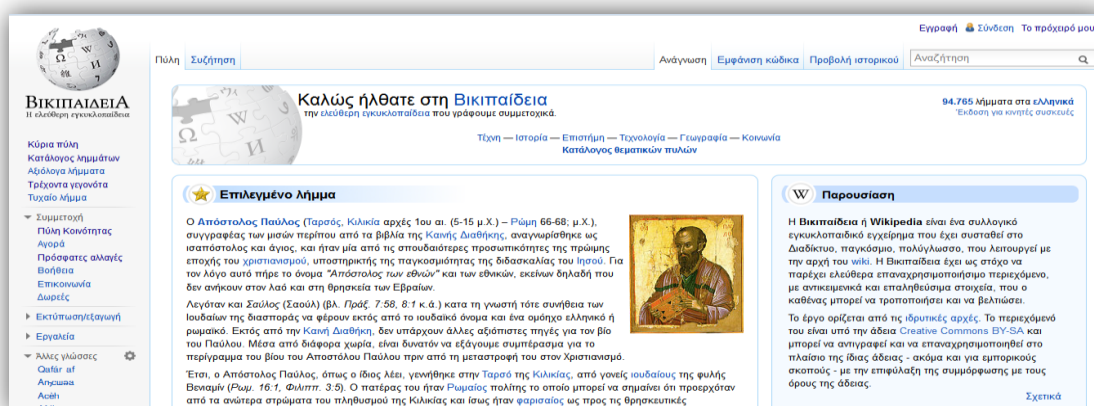 Εγγραφή Σύνδεση Το πρόχειρό μου
Πύλη Συζήτηση Ανάγνωση Εμφάνιση κώδικα Προβολή ιστορικού Αναζήτηση
ΒΙΚΙΠΑΙΔΕΙΑ
Η ελεύθερη εγκυκλοπαίδεια
Κύρια πύλη
Κατάλογος λημμάτων
Αξιόλογα λήμματα
Τρέχοντα γεγονότα
Τυχαίο λήμμα
Συμμετοχή
Πύλη Κοινότητας
Αγορά
Πρόσφατες αλλαγές
Βοήθεια
Επικοινωνία
Δωρεές
Εκτύπωση/εξαγωγή
Εργαλεία
Άλλες γλώσσες
Qafár af
Аҧсшәа
Acèh
Καλώς ήλθατε στη Βικιπαίδεια
την ελεύθερη εγκυκλοπαίδεια που γράφουμε συμμετοχικά.
94.765 λήμματα στα ελληνικά
Έκδοση για κινητές συσκευές
Τέχνη — Ιστορία — Επιστήμη — Τεχνολογία — Γεωγραφία — Κοινωνία
Κατάλογος θεματικών πυλών
Επιλεγμένο λήμμα
Ο Απόστολος Παύλος (Ταρσός, Κιλικία αρχές 1ου αι. (5-15 μ.Χ.) – Ρώμη 66-68; μ.Χ.),
συγγραφέας των μισών περίπου από τα βιβλία της Καινής Διαθήκης, αναγνωρίσθηκε ως
ισαπόστολος και άγιος, και ήταν μία από τις σπουδαιότερες προσωπικότητες της πρώιμης
εποχής του χριστιανισμού, υποστηρικτής της παγκοσμιότητας της διδασκαλίας του Ιησού. Για
τον λόγο αυτό πήρε το όνομα "Απόστολος των εθνών" και των εθνικών, εκείνων δηλαδή που
δεν ανήκουν στον λαό και στη θρησκεία των Εβραίων.
Λεγόταν και Σαύλος (Σαούλ) (βλ. Πράξ. 7:58, 8:1 κ.ά.) κατα τη γνωστή τότε συνήθεια των
Ιουδαίων της διασποράς να φέρουν εκτός από το ιουδαϊκό όνομα και ένα ομόηχο ελληνικό ή
ρωμαϊκό. Εκτός από την Καινή Διαθήκη, δεν υπάρχουν άλλες αξιόπιστες πηγές για τον βίο
του Παύλου. Μέσα από διάφορα χωρία, είναι δυνατόν να εξάγουμε συμπέρασμα για το
περίγραμμα του βίου του Αποστόλου Παύλου πριν από τη μεταστροφή του στον Χριστιανισμό.
Έτσι, ο Απόστολος Παύλος, όπως ο ίδιος λέει, γεννήθηκε στην Ταρσό της Κιλικίας, από γονείς ιουδαίους της φυλής
Βενιαμίν (Ρωμ. 16:1, Φιλιππ. 3:5). Ο πατέρας του ήταν Ρωμαίος πολίτης το οποίο μπορεί να σημαίνει ότι προερχόταν
από τα ανώτερα στρώματα του πληθυσμού της Κιλικίας και ίσως ήταν φαρισαίος ως προς τις θρησκευτικές
Παρουσίαση
Η Βικιπαίδεια ή Wikipedia είναι ένα συλλογικό
εγκυκλοπαιδικό εγχείρημα που έχει συσταθεί στο
Διαδίκτυο, παγκόσμιο, πολύγλωσσο, που λειτουργεί με
την αρχή του wiki. Η Βικιπαίδεια έχει ως στόχο να
παρέχει ελεύθερα επαναχρησιμοποιήσιμο περιεχόμενο,
με αντικειμενικά και επαληθεύσιμα στοιχεία, που ο
καθένας μπορεί να τροποποιήσει και να βελτιώσει.
Το έργο ορίζεται από τις ιδρυτικές αρχές. Το περιεχόμενό
του είναι υπό την άδεια Creative Commons BY-SA και
μπορεί να αντιγραφεί και να επαναχρησιμοποιηθεί στο
πλαίσιο της ίδιας άδειας - ακόμα και για εμπορικούς
σκοπούς - με την επιφύλαξη της συμμόρφωσης με τους
όρους της άδειας.
Σχετικά